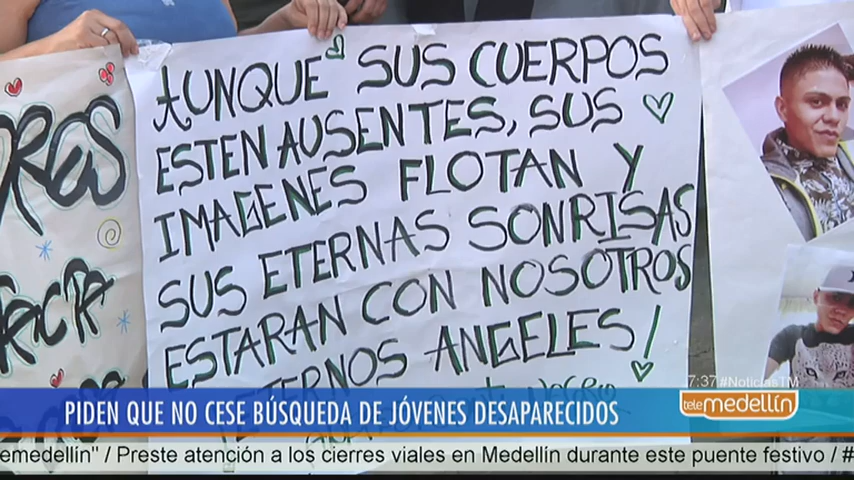 AUNQUE SUS CUERPOS
ESTEN AUSENTES, SUS
IMAGENES FLOTAN Y
SUS ETERNAS SONRISAS
ESTARAN CON NOSOTROS
ETERNOS ANGELES!
7:37 #NoticiasTM
PIDEN QUE NO CESE BÚSQUEDA DE JÓVENES DESAPARECIDOS
tele medellín
emedellín" / Preste atención a los cierres viales en Medellín durante este puente festivo / #